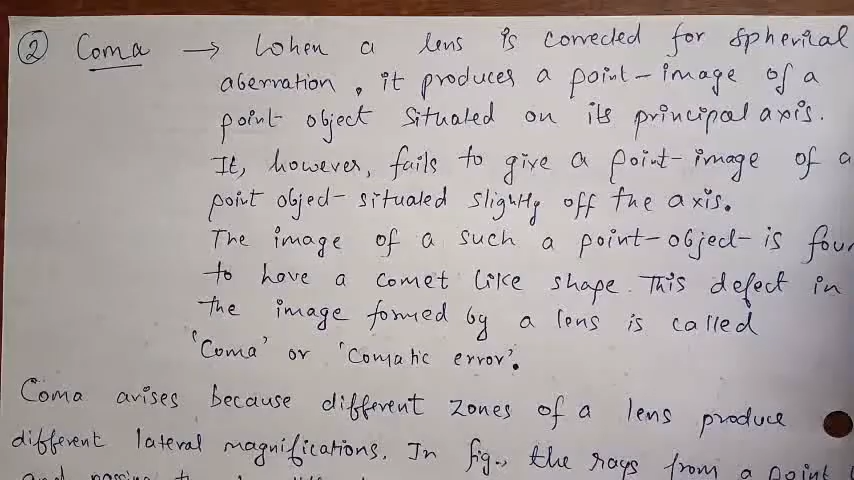 ② Coma → When a lens is corrected for spherical
aberration, it produces a point-image of a
point object situated on its principal axis.
It, however, fails to give a point-image of a
point object situated slightly off the axis.
The image of a such a point-object is foun
to have a comet like shape. This defect in
the image formed by a lens is called
'Coma' or 'Comatic error'.
Coma arises because different zones of a lens produce
different lateral magnifications. In fig., the rays from a point
and passing